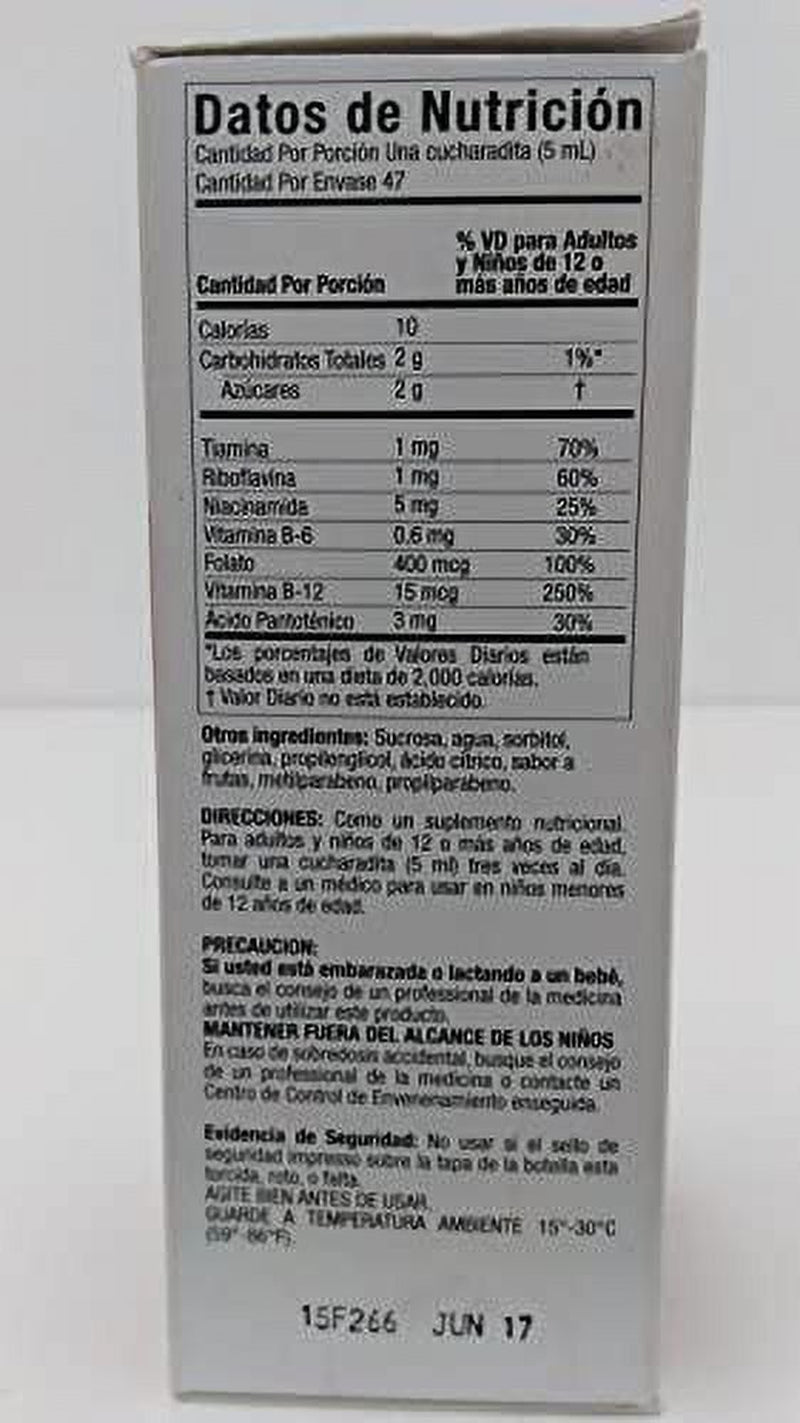 Datos de Nutrición
Cantidad Por Porción Una cucharadita (5 mL)
Cantidad Por Envase 47
% VD para Adultos
y Niños de 12 o
Cantidad Por Porción más años de edad
Calorías 10
Carbohidratos Totales 2 g 1%*
Azúcares 2 g †
Tiamina 1 mg 70%
Riboflavina 1 mg 60%
Niacinamida 5 mg 25%
Vitamina B-6 0,6 mg 30%
Folato 400 mcg 100%
Vitamina B-12 15 mcg 250%
Ácido Pantoténico 3 mg 30%
*Los porcentajes de Valores Diarios están
basados en una dieta de 2,000 calorías.
† Valor Diario no está establecido.
Otros ingredientes: Sucrosa, agua, sorbitol,
glicerina, propilenglicol, ácido cítrico, sabor a
frutas, metilparabeno, propilparabeno.
DIRECCIONES: Como un suplemento nutricional.
Para adultos y niños de 12 o más años de edad,
tomar una cucharadita (5 ml) tres veces al día.
Consulte a un médico para usar en niños menores
de 12 años de edad.
PRECAUCION:
Si usted está embarazada o lactando a un bebé,
busca el consejo de un professional de la medicina
antes de utilizar este producto.
MANTENER FUERA DEL ALCANCE DE LOS NIÑOS
En caso de sobredosis accidental, busque el consejo
de un professional de la medicina o contacte un
Centro de Control de Envenenamiento enseguida.
Evidencia de Seguridad: No usar si el sello de
seguridad impresso sobre la tapa de la botella esta
torcida, roto, o falta.
AGITE BIEN ANTES DE USAR.
GUARDE A TEMPERATURA AMBIENTE 15°-30°C
(59°-86°F).
15F266 JUN 17